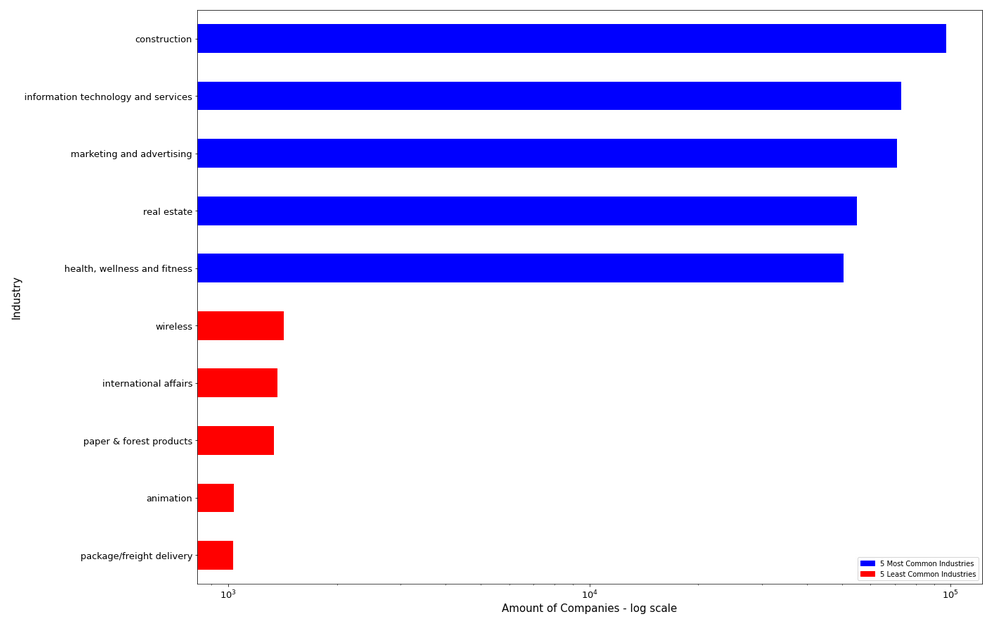 construction
information technology and services
marketing and advertising
real estate
health, wellness and fitness
wireless
international affairs
paper & forest products
animation
package/freight delivery
Industry
10³
10⁴
10⁵
Amount of Companies - log scale
5 Most Common Industries
5 Least Common Industries